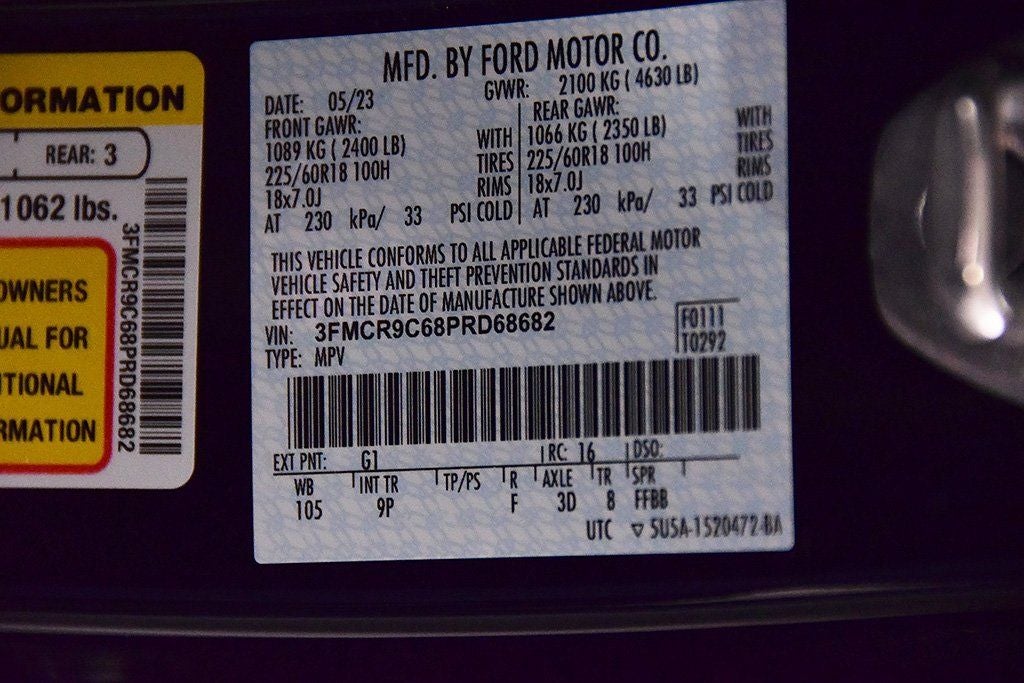 ORMATION
REAR: 3
1062 lbs.
OWNERS
UAL FOR
ITIONAL
RMATION
3FMCR9C68PRD68682
MFD. BY FORD MOTOR CO.
DATE: 05/23 GVWR: 2100 KG ( 4630 LB)
FRONT GAWR: REAR GAWR:
1089 KG ( 2400 LB) WITH 1066 KG ( 2350 LB) WITH
225/60R18 100H TIRES 225/60R18 100H TIRES
18x7.0J RIMS 18x7.0J RIMS
AT 230 kPa/ 33 PSI COLD AT 230 kPa/ 33 PSI COLD
THIS VEHICLE CONFORMS TO ALL APPLICABLE FEDERAL MOTOR
VEHICLE SAFETY AND THEFT PREVENTION STANDARDS IN
EFFECT ON THE DATE OF MANUFACTURE SHOWN ABOVE.
VIN: 3FMCR9C68PRD68682 F0111
TYPE: MPV T0292
EXT PNT: G1 RC: 16 DSO:
WB INT TR TP/PS R AXLE TR SPR
105 9P F 3D 8 FFBB
UTC ▽ 5U5A-1520472-BA